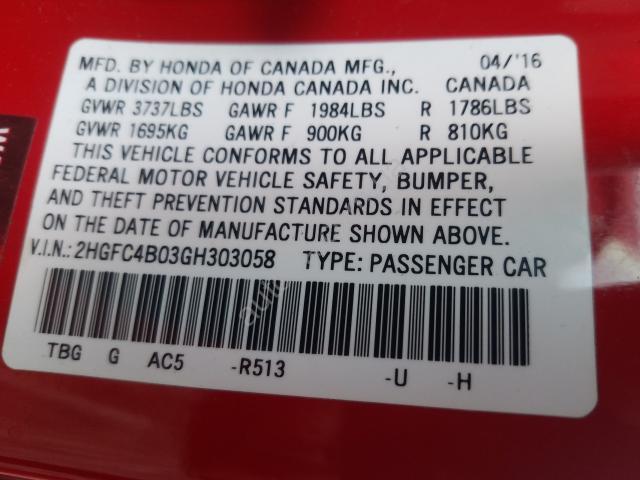 MFD. BY HONDA OF CANADA MFG., 04/'16
A DIVISION OF HONDA CANADA INC. CANADA
GVWR 3737LBS GAWR F 1984LBS R 1786LBS
GVWR 1695KG GAWR F 900KG R 810KG
THIS VEHICLE CONFORMS TO ALL APPLICABLE
FEDERAL MOTOR VEHICLE SAFETY, BUMPER,
AND THEFT PREVENTION STANDARDS IN EFFECT
ON THE DATE OF MANUFACTURE SHOWN ABOVE.
V.I.N.: 2HGFC4B03GH303058 TYPE: PASSENGER CAR
TBG G AC5 -R513 -U -H